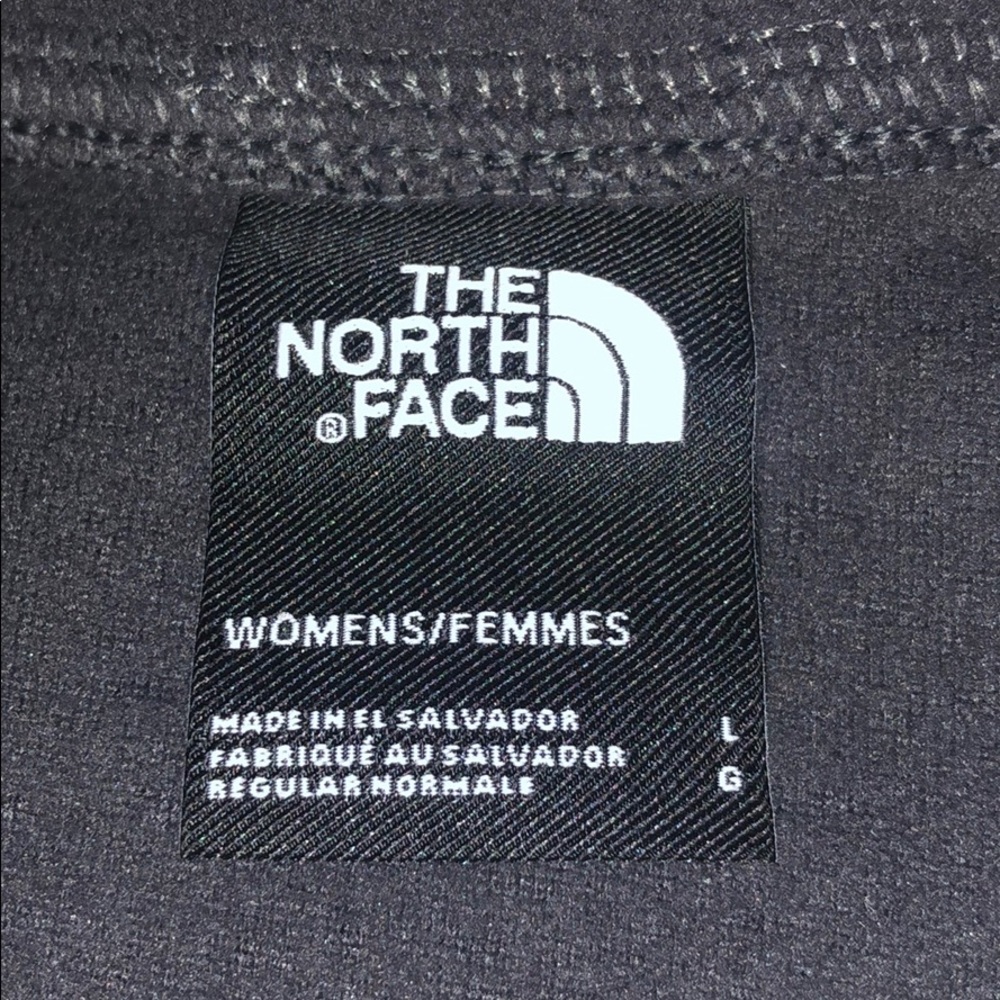 THE
NORTH
® FACE
WOMENS/FEMMES
MADE IN EL SALVADOR L
FABRIQUÉ AU SALVADOR
REGULAR NORMALE G